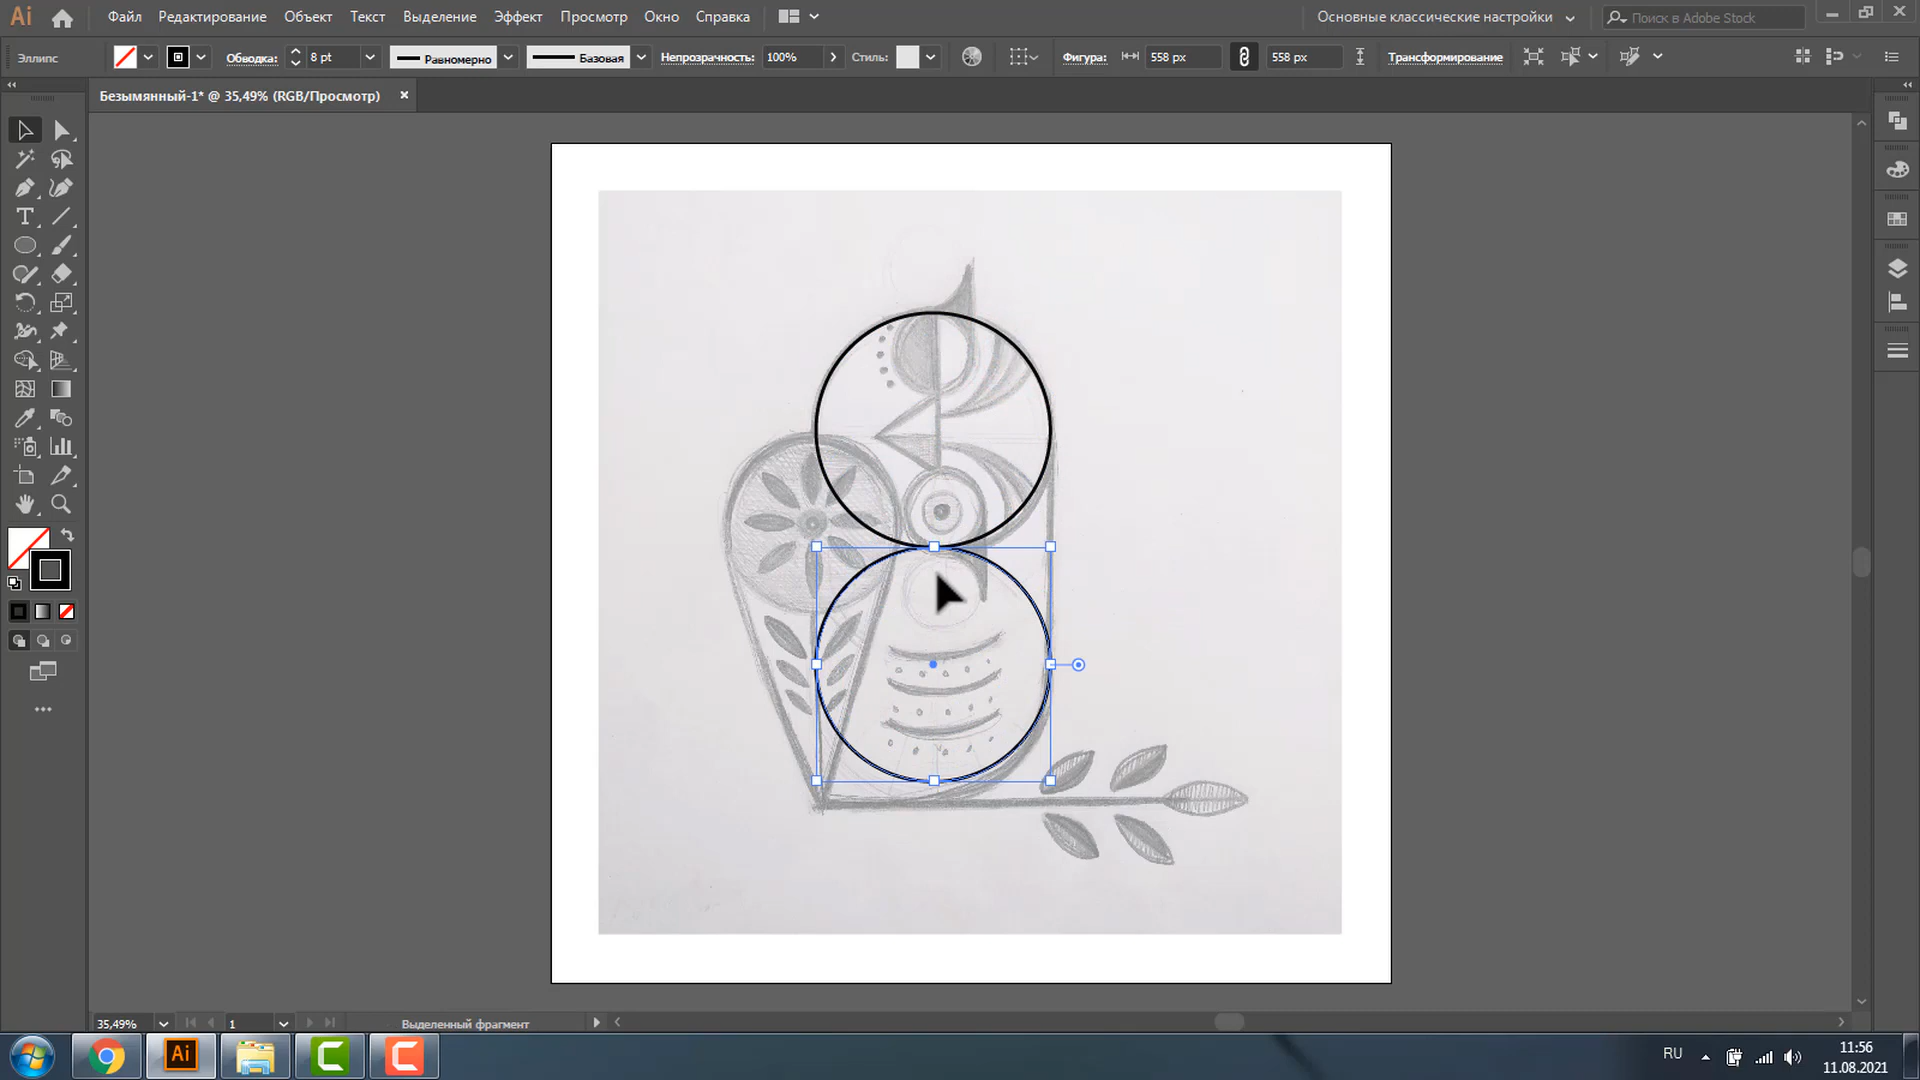 Ai Файл Редактирование Объект Текст Выделение Эффект Просмотр Окно Справка Основные классические настройки Поиск в Adobe Stock
Эллипс Обводка: 8 pt Равномерно Базовая Непрозрачность: 100% Стиль: Фигура: 558 px 558 px Трансформирование
Безымянный-1* @ 35,49% (RGB/Просмотр)
35,49% 1 Выделенный фрагмент
Ai RU 11:56
11.08.2021